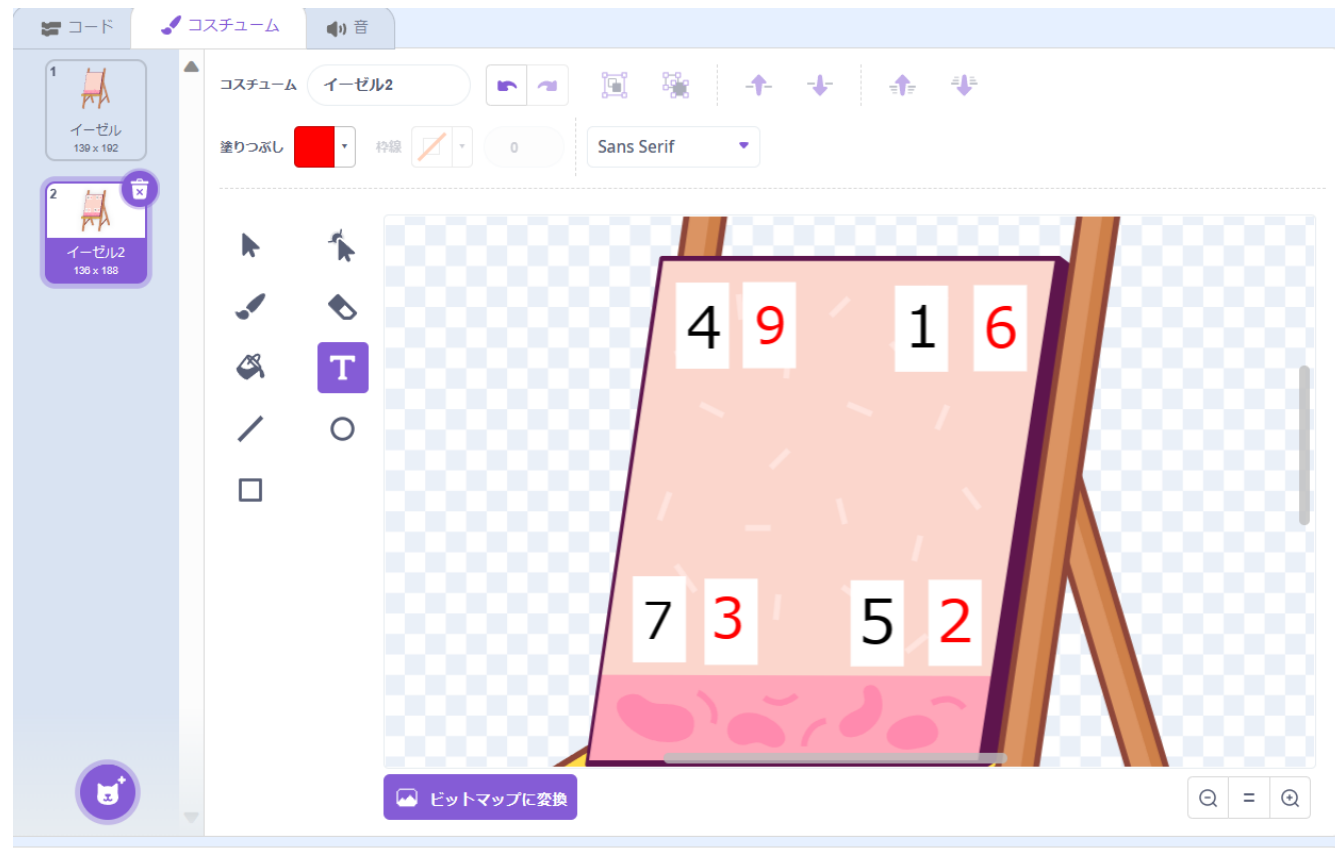 コード
コスチューム
音
1
イーゼル
139 x 192
2
イーゼル2
136 x 188
コスチューム
イーゼル2
塗りつぶし
枠線
0
Sans Serif
T
4 9 1 6
7 3 5 2
ビットマップに変換